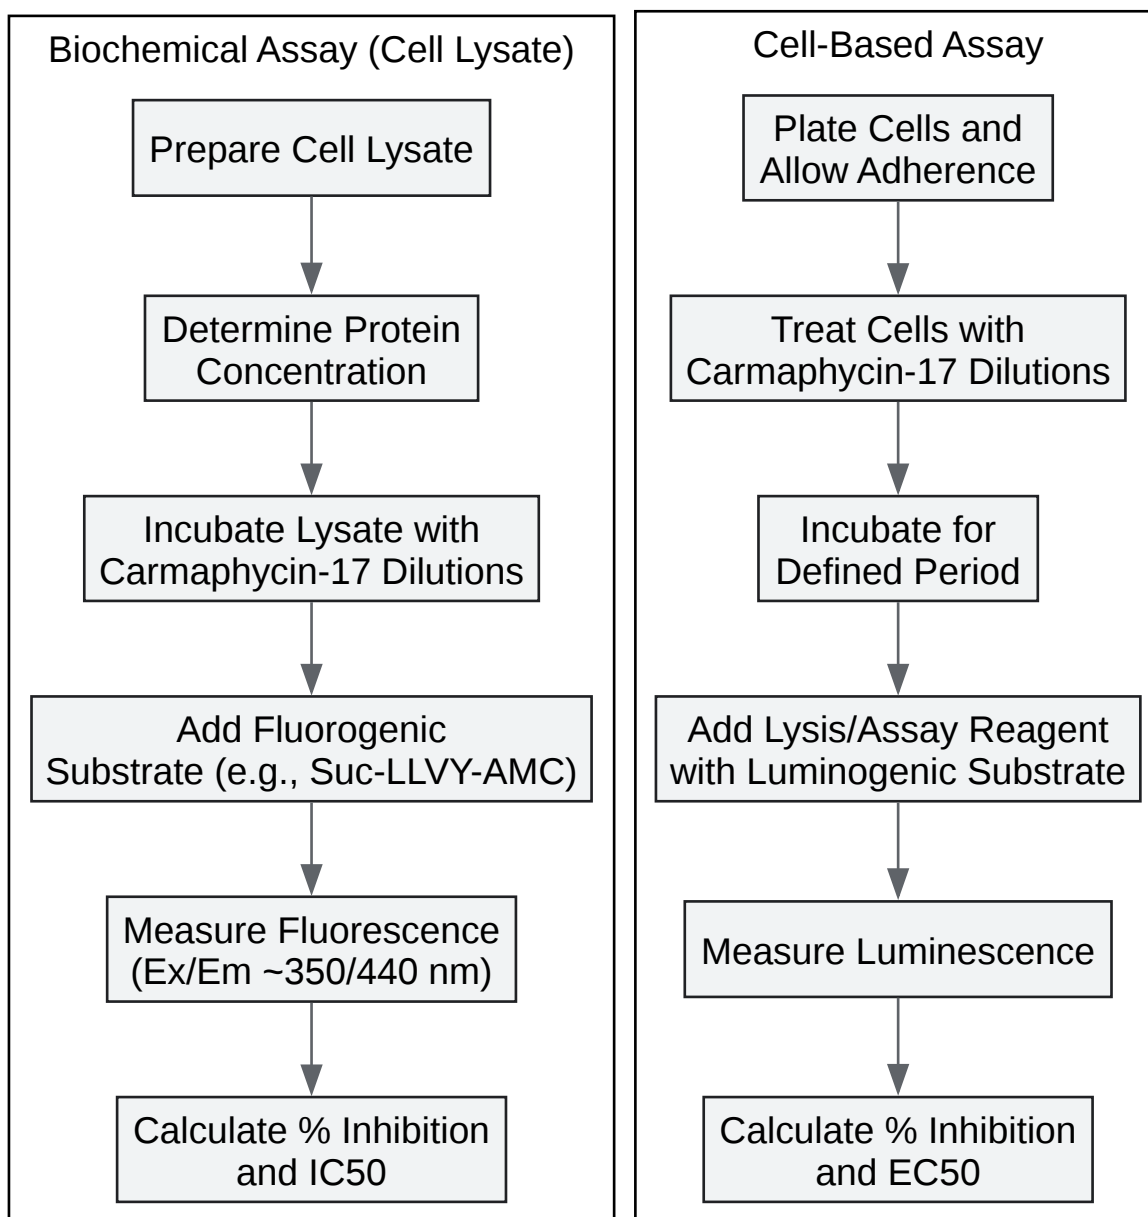 Biochemical Assay (Cell Lysate)
Prepare Cell Lysate
Determine Protein
Concentration
Incubate Lysate with
Carmaphycin-17 Dilutions
Add Fluorogenic
Substrate (e.g., Suc-LLVY-AMC)
Measure Fluorescence
(Ex/Em ~350/440 nm)
Calculate % Inhibition
and IC50
Cell-Based Assay
Plate Cells and
Allow Adherence
Treat Cells with
Carmaphycin-17 Dilutions
Incubate for
Defined Period
Add Lysis/Assay Reagent
with Luminogenic Substrate
Measure Luminescence
Calculate % Inhibition
and EC50